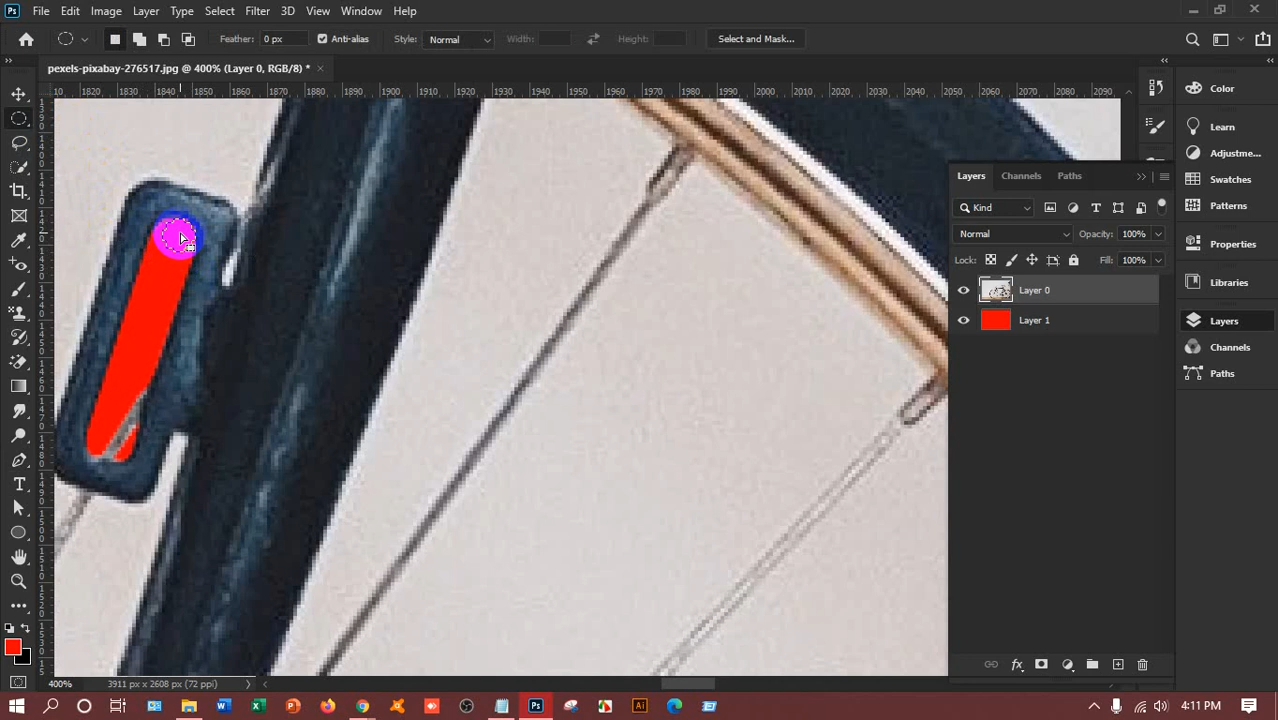 Ps File Edit Image Layer Type Select Filter 3D View Window Help
Feather: 0 px Anti-alias Style: Normal Width: Height: Select and Mask...
pexels-pixabay-276517.jpg @ 400% (Layer 0, RGB/8) *
10 1820 1830 1840 1850 1860 1870 1880 1890 1900 1910 1920 1930 1940 1950 1960 1970 1980 1990 2000 2010 2020 2030 2040 2050 2060 2070 2080 2090
Color
Learn
Adjustme...
Swatches
Brushes
Properties
Libraries
Layers
Channels
Paths
Layers Channels Paths
Kind
Normal Opacity: 100%
Lock: Fill: 100%
Layer 0
Layer 1
fx
400% 3911 px x 2608 px (72 ppi)
4:11 PM